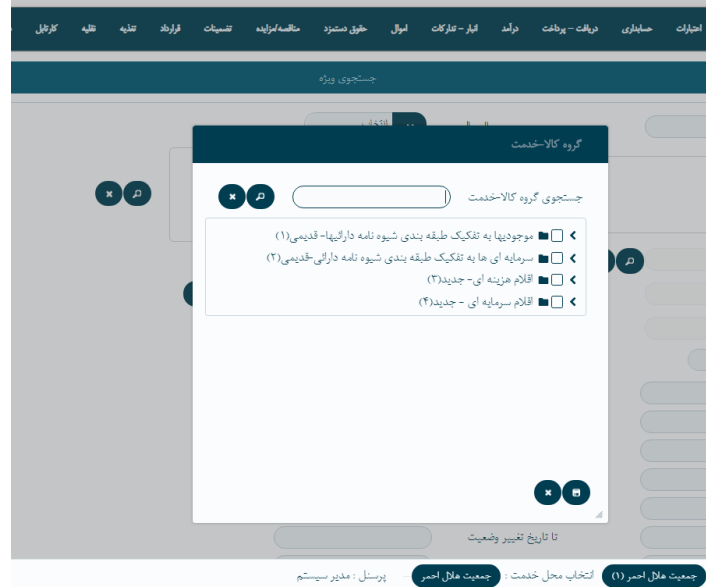 اعتبارات حسابداری دریافت – پرداخت درآمد انبار – تدارکات اموال حقوق دستمزد مناقصه/مزایده تضمینات قرارداد تغذیه نقلیه کارتابل
جستجوی ویژه
گروه کالا-خدمت
جستجوی گروه کالا-خدمت
موجودیها به تفکیک طبقه بندی شیوه نامه دارائیها- قدیمی(۱)
سرمایه ای ها به تفکیک طبقه بندی شیوه نامه دارائی-قدیمی(۲)
اقلام هزینه ای- جدید(۳)
اقلام سرمایه ای - جدید(۴)
تا تاریخ تغییر وضعیت
جمعیت هلال احمر (۱) انتخاب محل خدمت : جمعیت هلال احمر پرسنل : مدیر سیستم